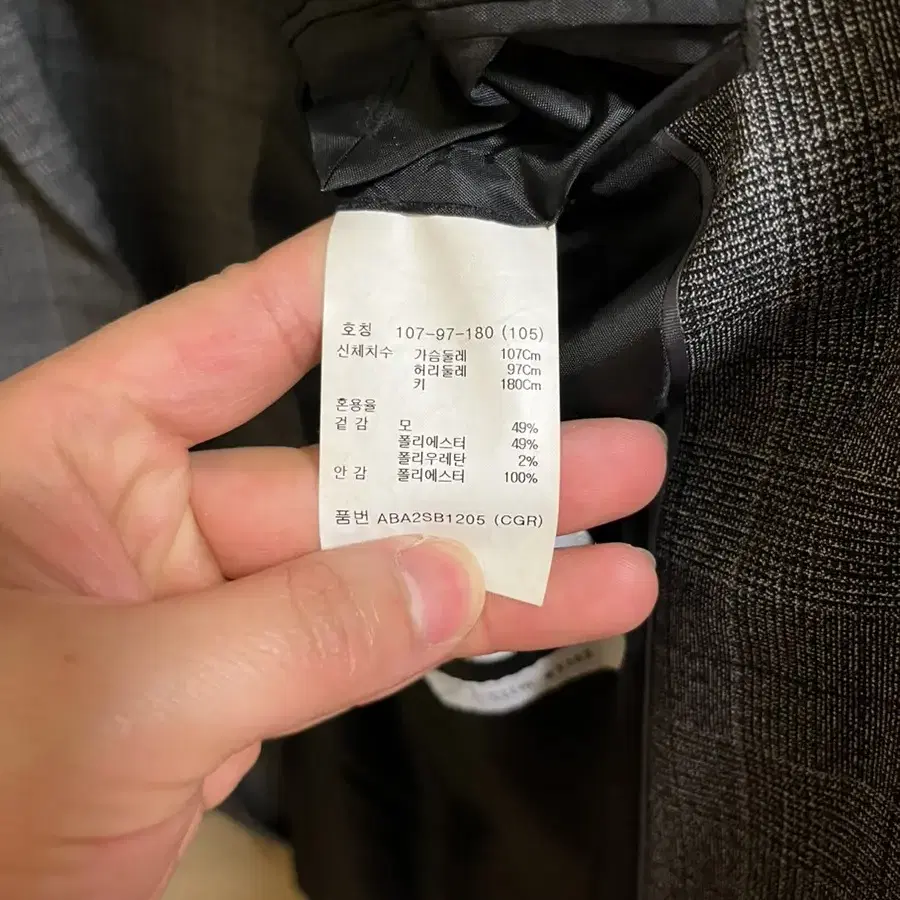 호칭 107-97-180 (105)
신체치수 가슴둘레 107Cm
허리둘레 97Cm
키 180Cm
혼용율
겉감 모 49%
폴리에스터 49%
폴리우레탄 2%
안감 폴리에스터 100%
품번 ABA2SB1205 (CGR)